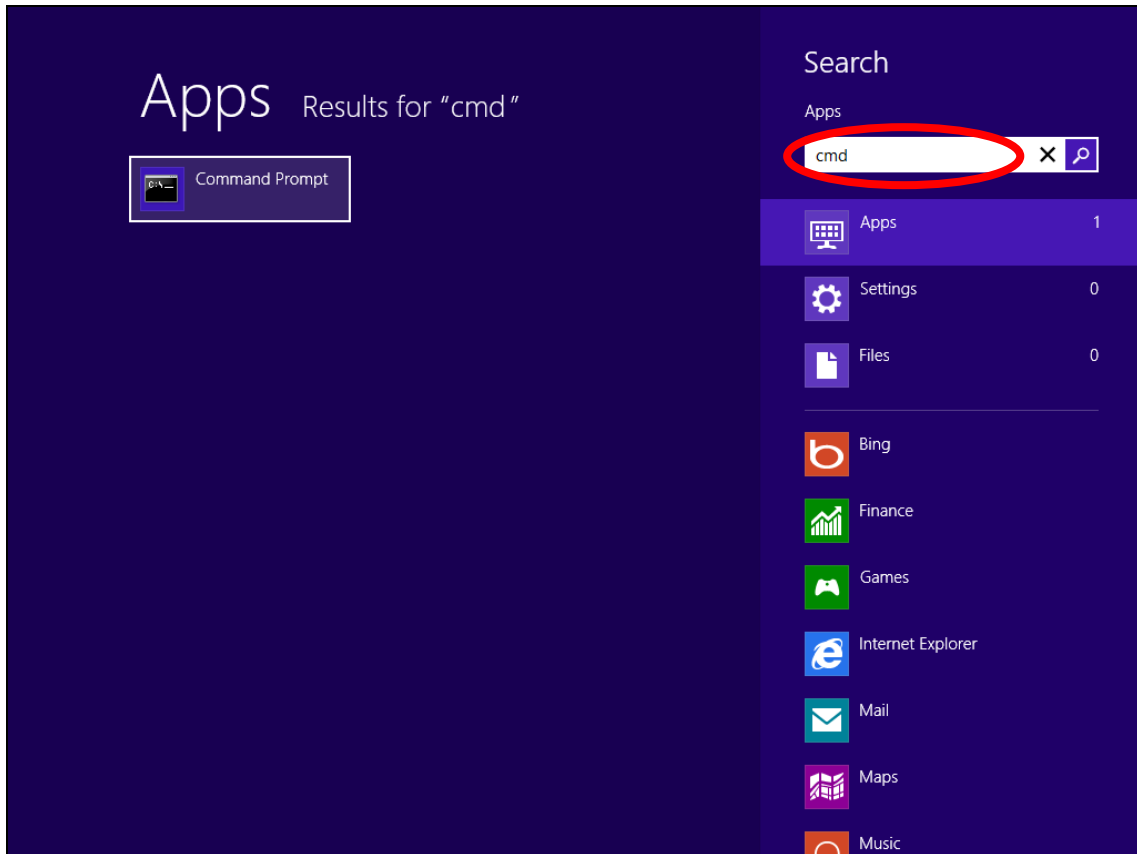 Apps Results for “cmd”
C:\_
Command Prompt
Search
Apps
cmd
Apps 1
Settings 0
Files 0
Bing
Finance
Games
Internet Explorer
Mail
Maps
Music